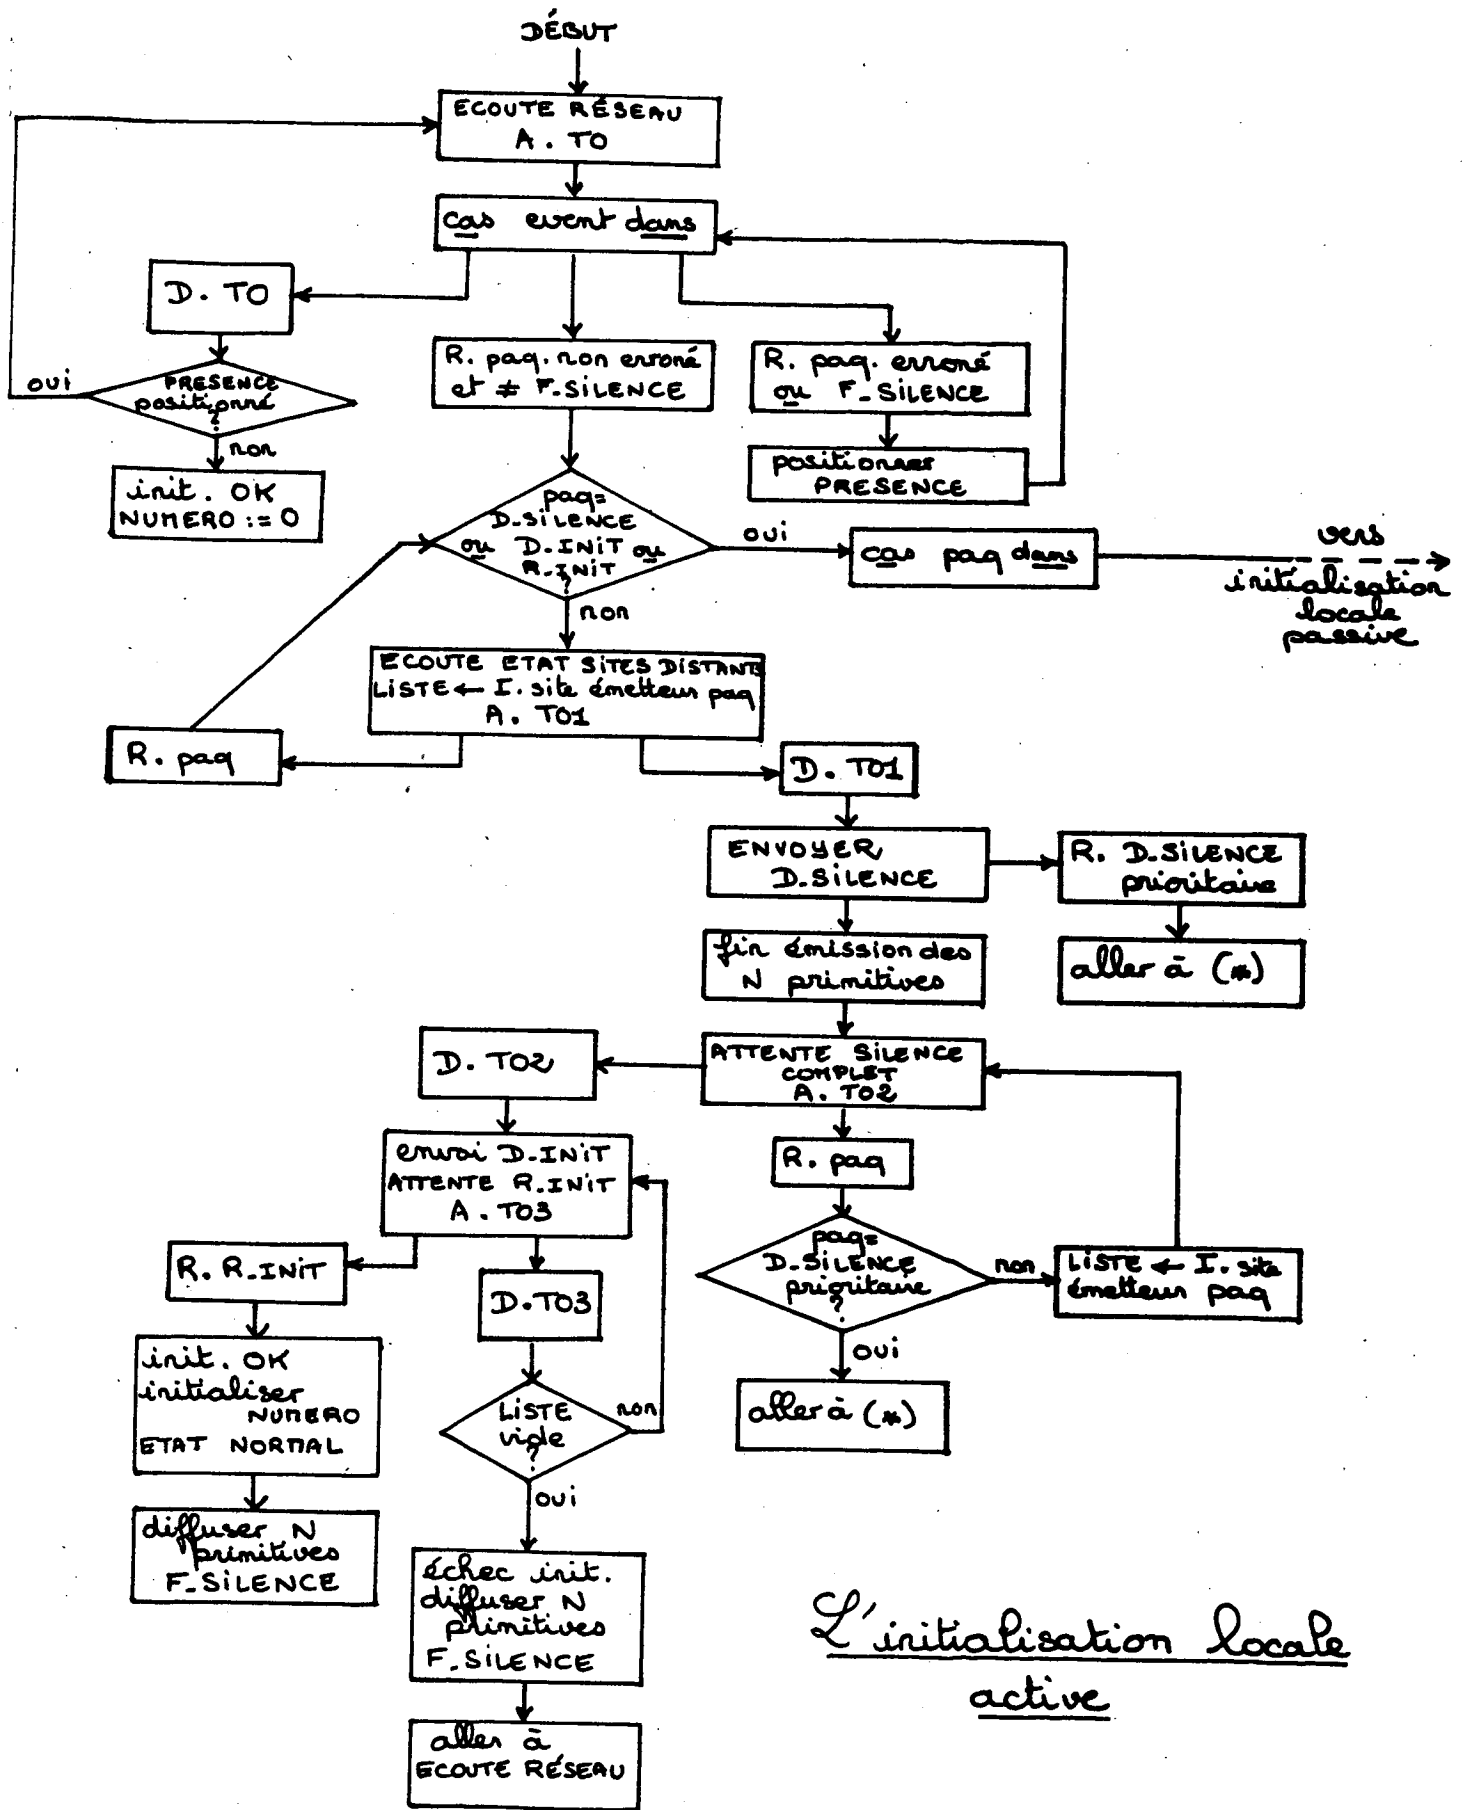 DÉBUT
ECOUTE RÉSEAU
A. TO
cas event dans
D. TO
PRESENCE
positionné
?
oui
non
init. OK
NUMERO := 0
R. paq. non erroné
et ≠ F-SILENCE
R. paq. erroné
ou F-SILENCE
positionner
PRESENCE
paq=
D-SILENCE
ou D.INIT ou
R-INIT
?
oui
non
cas paq dans
vers
initialisation
locale
passive
ECOUTE ETAT SITES DISTANTS
LISTE ← I. site émetteur paq
A. TO1
R. paq
D. TO1
ENVOYER
D.SILENCE
R. D-SILENCE
prioritaire
aller à (*)
fin émission des
N primitives
ATTENTE SILENCE
COMPLET
A. TO2
D. TO2
envoi D-INIT
ATTENTE R.INIT
A. TO3
R. paq
paq=
D-SILENCE
prioritaire
?
non
oui
LISTE ← I. site
émetteur paq
aller à (*)
R. R-INIT
init. OK
initialiser
NUMERO
ETAT NORMAL
diffuser N
primitives
F-SILENCE
D.TO3
LISTE
vide
?
non
oui
échec init.
diffuser N
primitives
F-SILENCE
aller à
ECOUTE RÉSEAU
L'initialisation locale
active